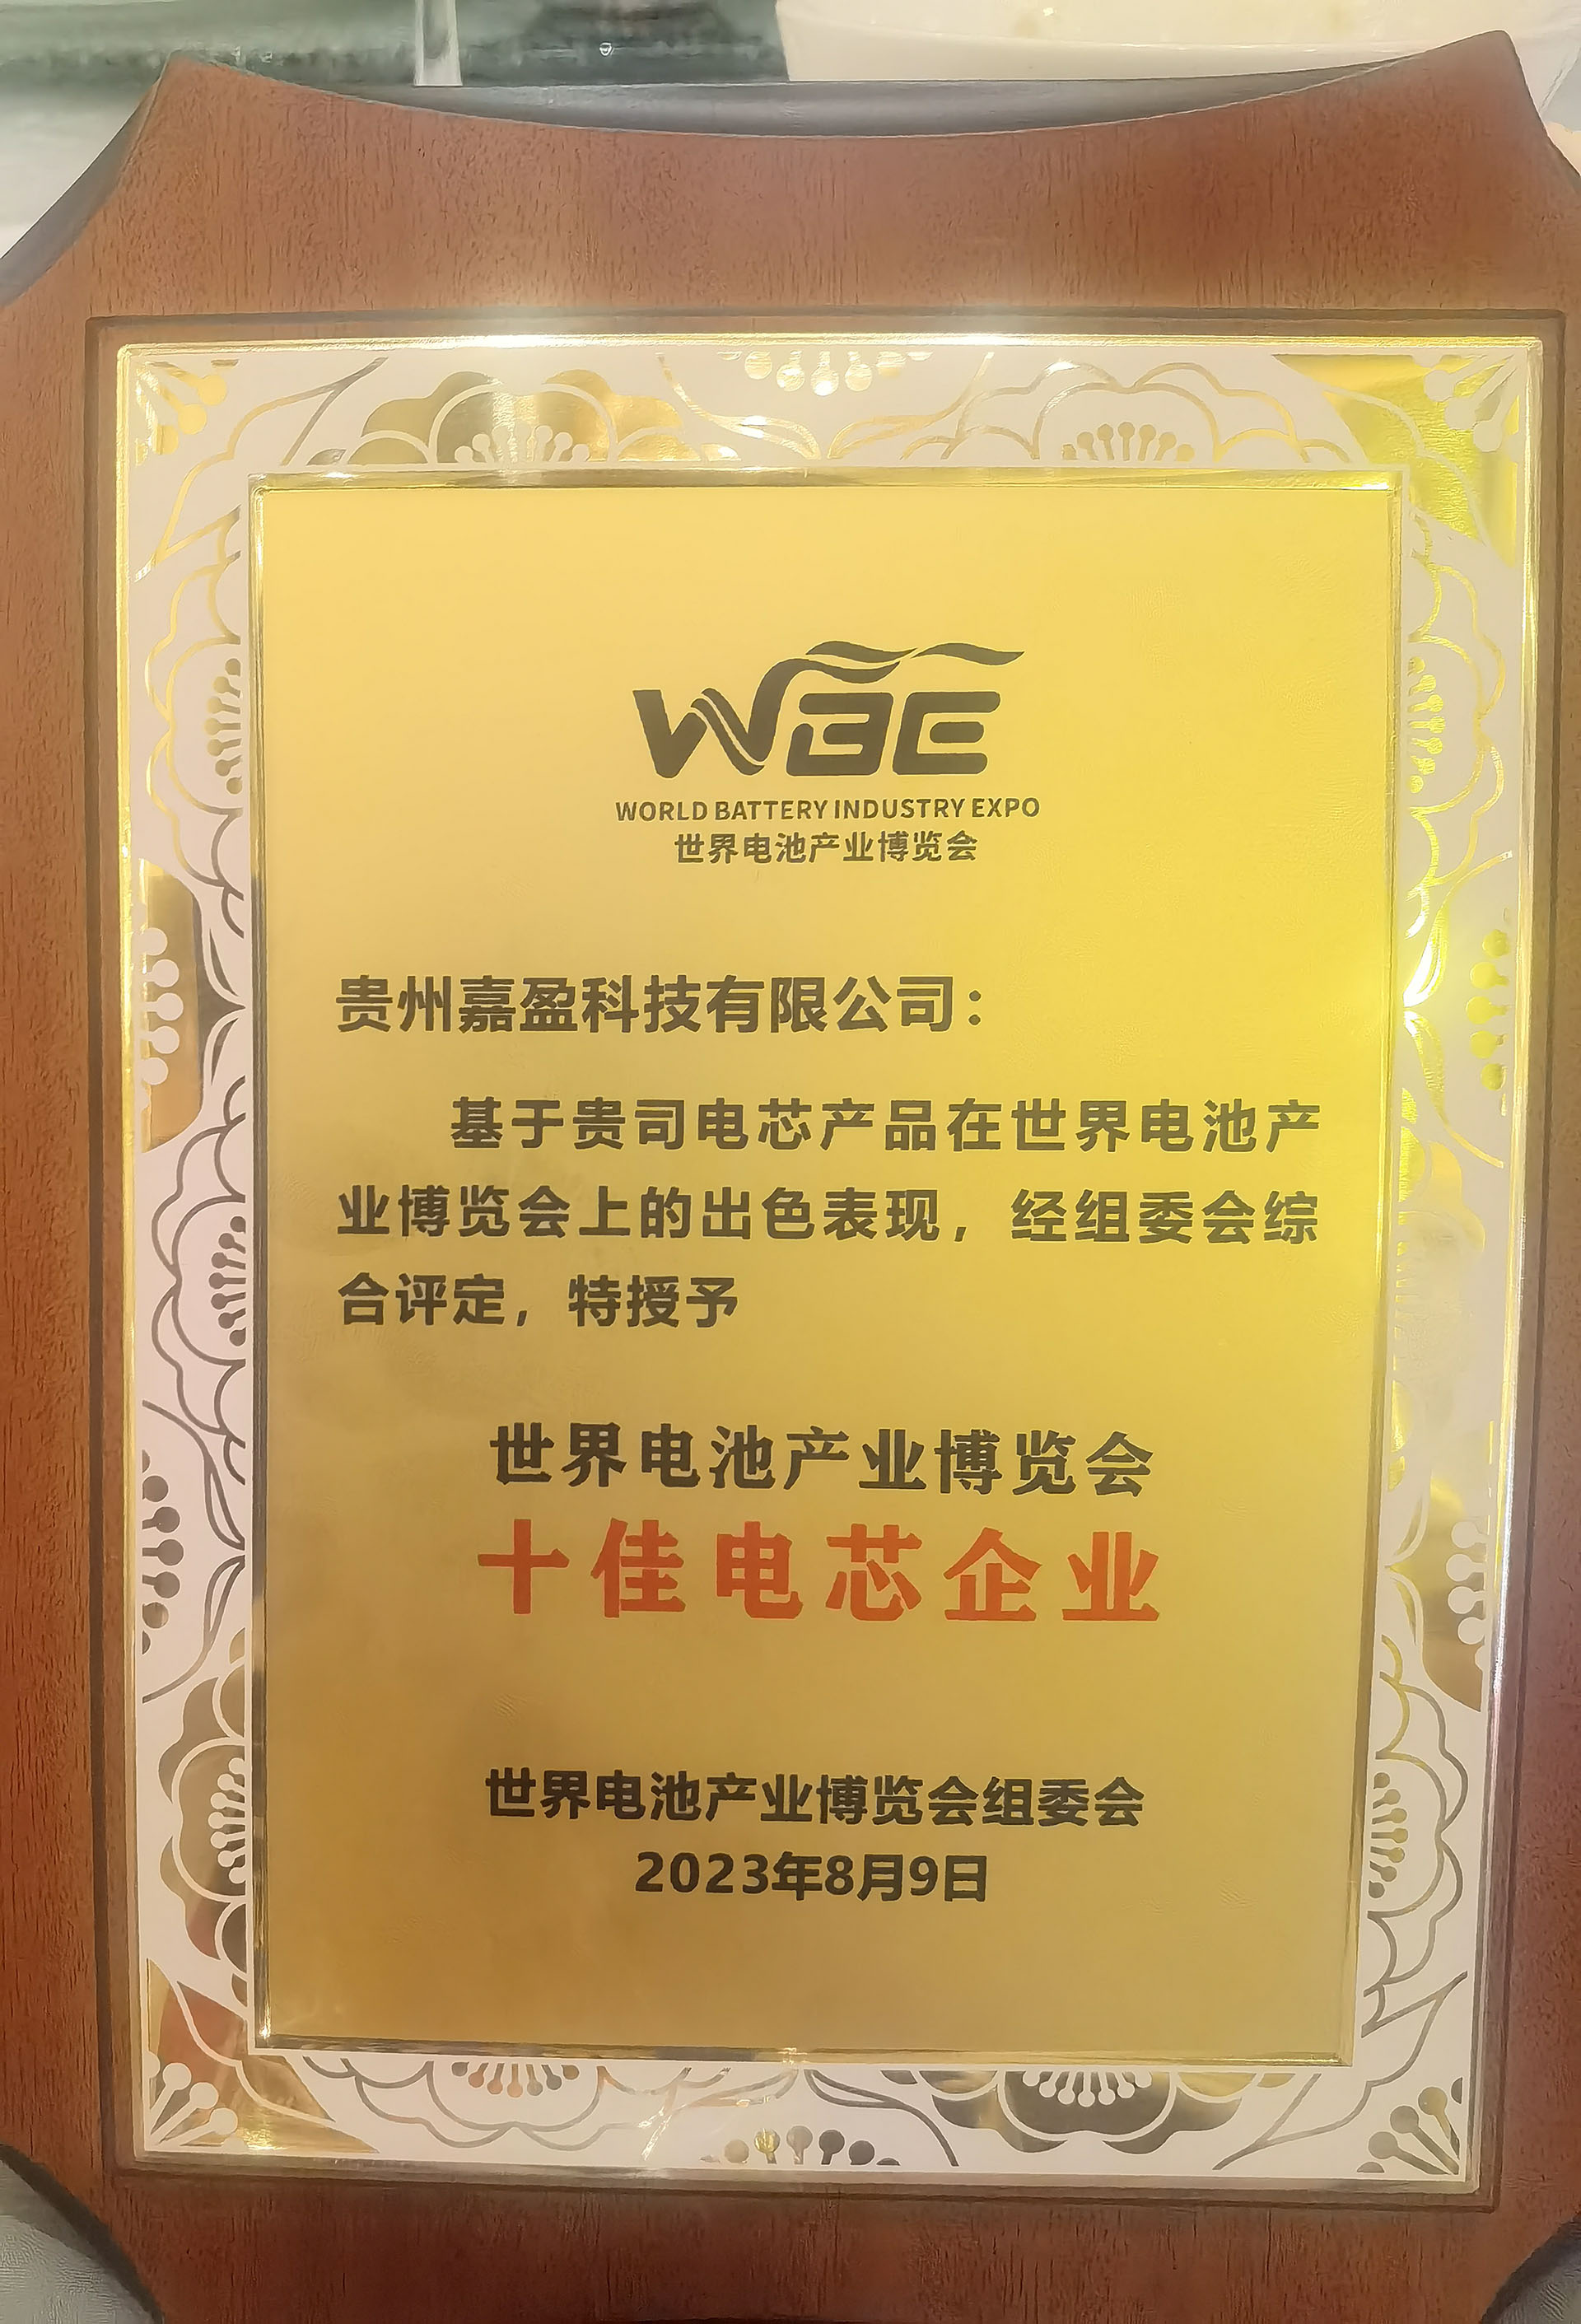 WBE
WORLD BATTERY INDUSTRY EXPO
世界电池产业博览会
贵州嘉盈科技有限公司：
基于贵司电芯产品在世界电池产
业博览会上的出色表现，经组委会综
合评定，特授予
世界电池产业博览会
十佳电芯企业
世界电池产业博览会组委会
2023年8月9日